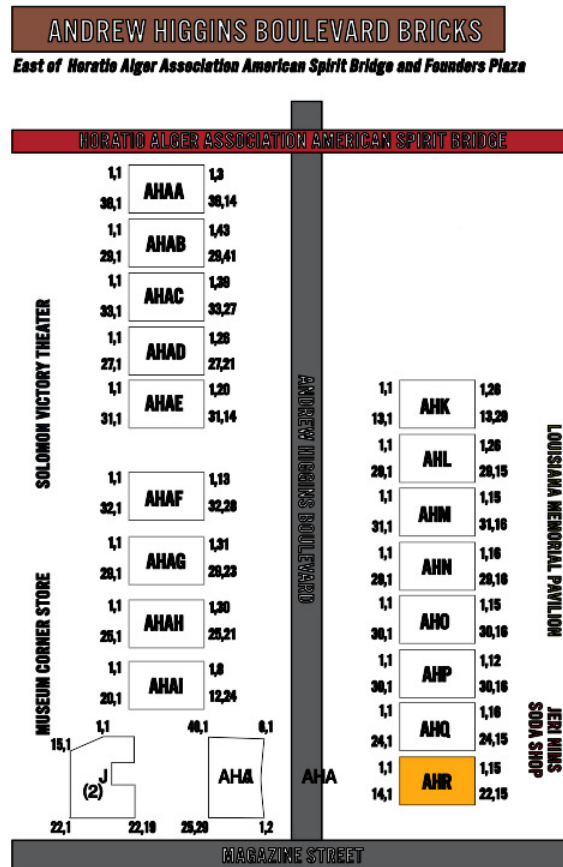 ANDREW HIGGINS BOULEVARD BRICKS
East of Horatio Alger Association American Spirit Bridge and Founders Plaza
HORATIO ALGER ASSOCIATION AMERICAN SPIRIT BRIDGE
1,1 AHAA 1,3
38,1 38,14
1,1 AHAB 1,43
29,1 29,41
1,1 AHAC 1,39
33,1 33,27
1,1 AHAD 1,26
27,1 27,21
1,1 AHAE 1,20
31,1 31,14
1,1 AHAF 1,13
32,1 32,28
1,1 AHAG 1,31
29,1 29,23
1,1 AHAH 1,30
25,1 25,21
1,1 AHAI 1,8
20,1 12,24
SOLOMON VICTORY THEATER
MUSEUM CORNER STORE
1,1
15,1
J
(2)
22,1 22,19
40,1 6,1
25,29 1,2
ANDREW HIGGINS BOULEVARD
AHA
1,1 AHK 1,26
13,1 13,29
1,1 AHL 1,26
29,1 29,15
1,1 AHM 1,15
31,1 31,16
1,1 AHN 1,16
29,1 29,16
1,1 AHO 1,15
30,1 30,16
1,1 AHP 1,12
30,1 30,16
1,1 AHQ 1,16
24,1 24,15
1,1 AHR 1,15
14,1 22,15
LOUISIANA MEMORIAL PAVILION
JERI NIMS
SODA SHOP
MAGAZINE STREET